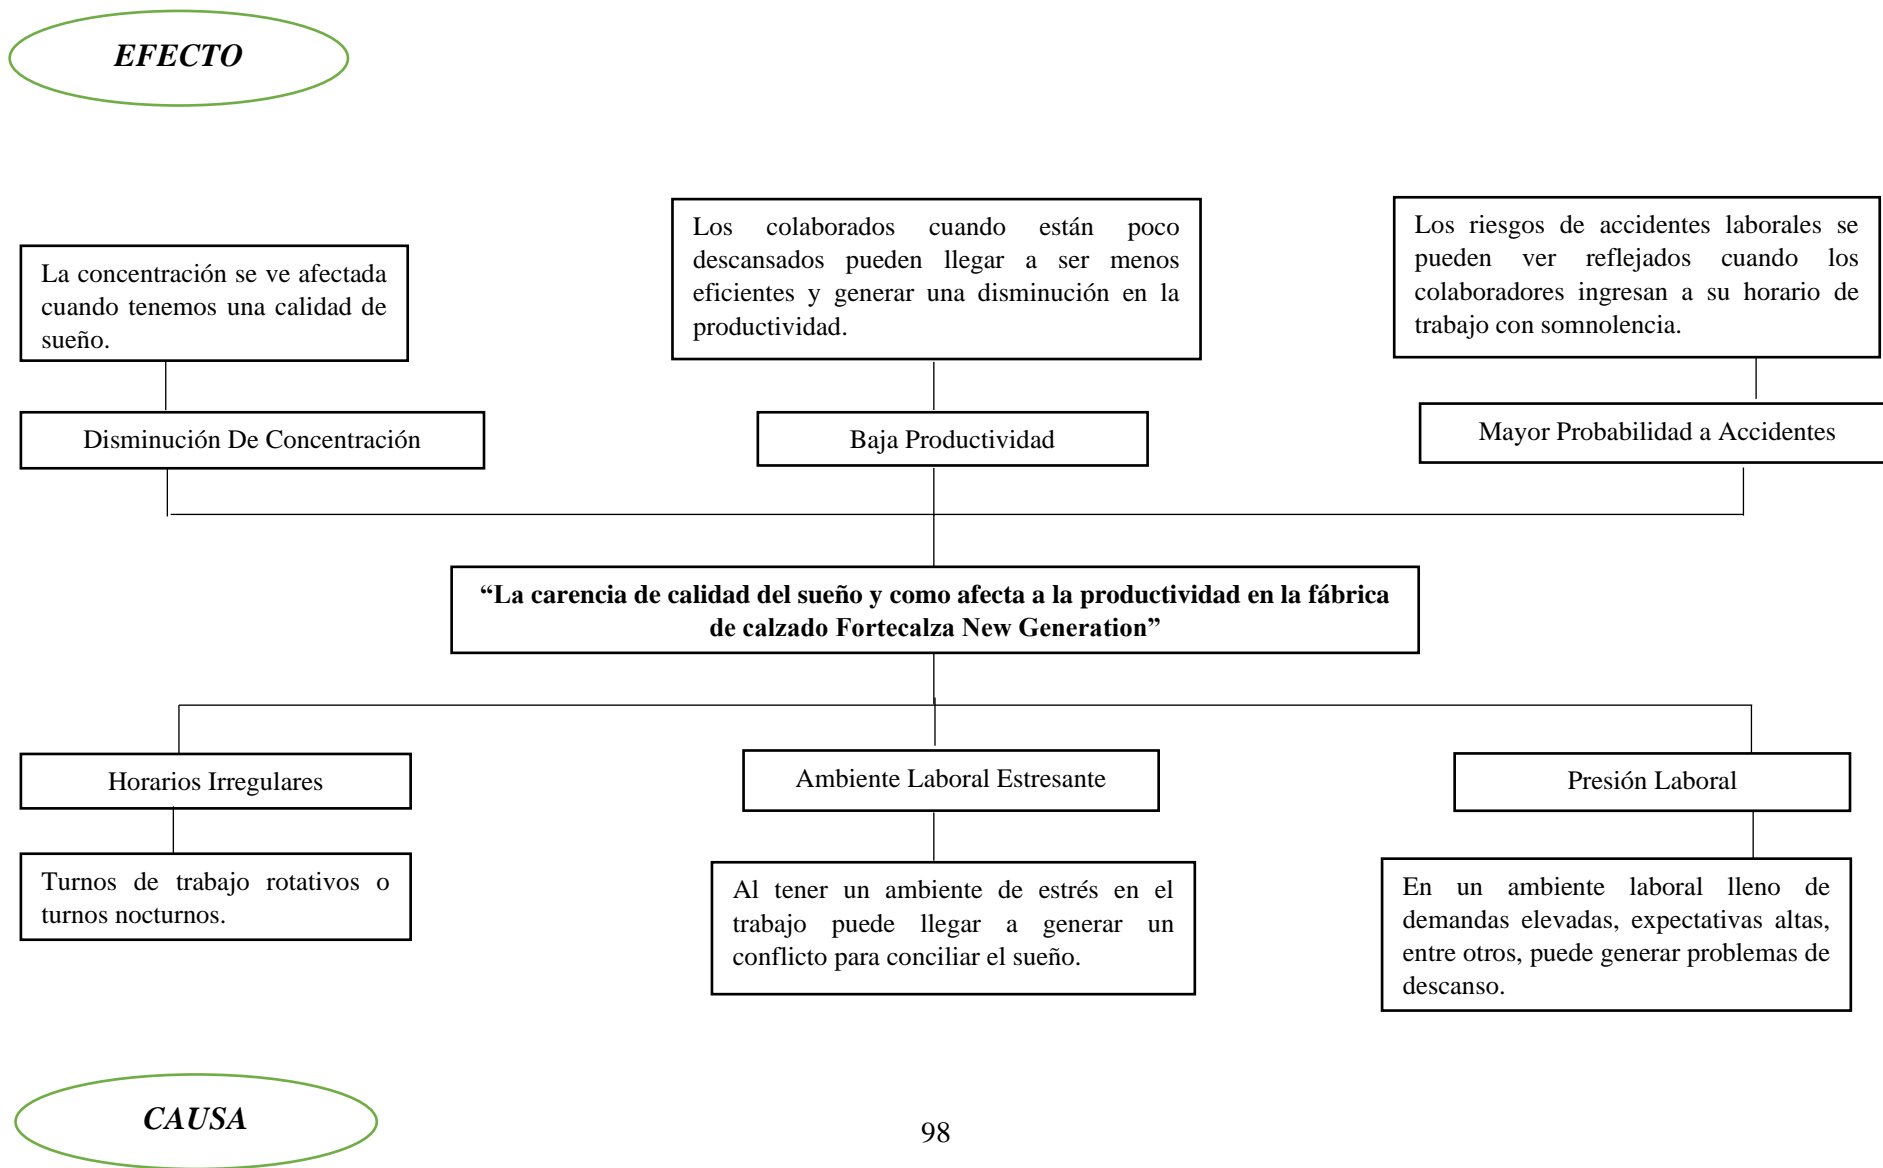 EFECTO
La concentración se ve afectada
cuando tenemos una calidad de
sueño.
Los colaborados cuando están poco
descansados pueden llegar a ser menos
eficientes y generar una disminución en la
productividad.
Los riesgos de accidentes laborales se
pueden ver reflejados cuando los
colaboradores ingresan a su horario de
trabajo con somnolencia.
Disminución De Concentración
Baja Productividad
Mayor Probabilidad a Accidentes
“La carencia de calidad del sueño y como afecta a la productividad en la fábrica
de calzado Fortecalza New Generation”
Horarios Irregulares
Ambiente Laboral Estresante
Presión Laboral
Turnos de trabajo rotativos o
turnos nocturnos.
Al tener un ambiente de estrés en el
trabajo puede llegar a generar un
conflicto para conciliar el sueño.
En un ambiente laboral lleno de
demandas elevadas, expectativas altas,
entre otros, puede generar problemas de
descanso.
CAUSA
98